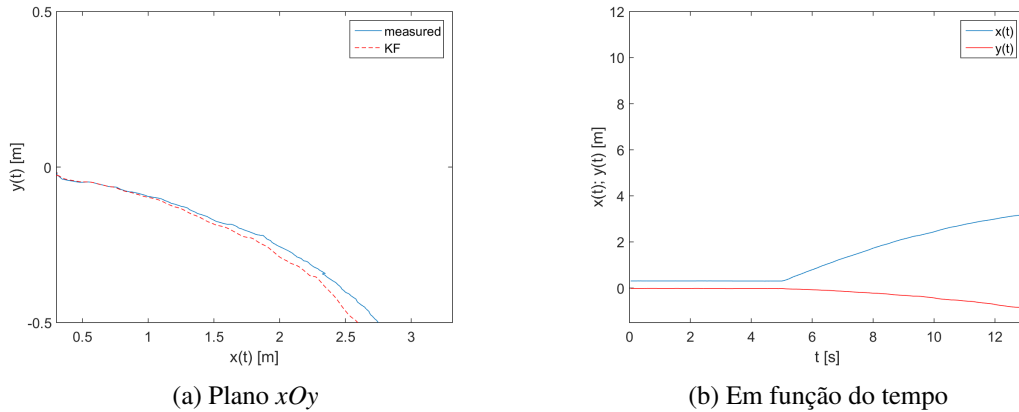 0.5
measured
KF
y(t) [m]
0
-0.5
0.5 1 1.5 2 2.5 3
x(t) [m]
(a) Plano xOy
12
x(t)
y(t)
10
8
6
x(t); y(t) [m]
4
2
0
0 2 4 6 8 10 12
t [s]
(b) Em função do tempo